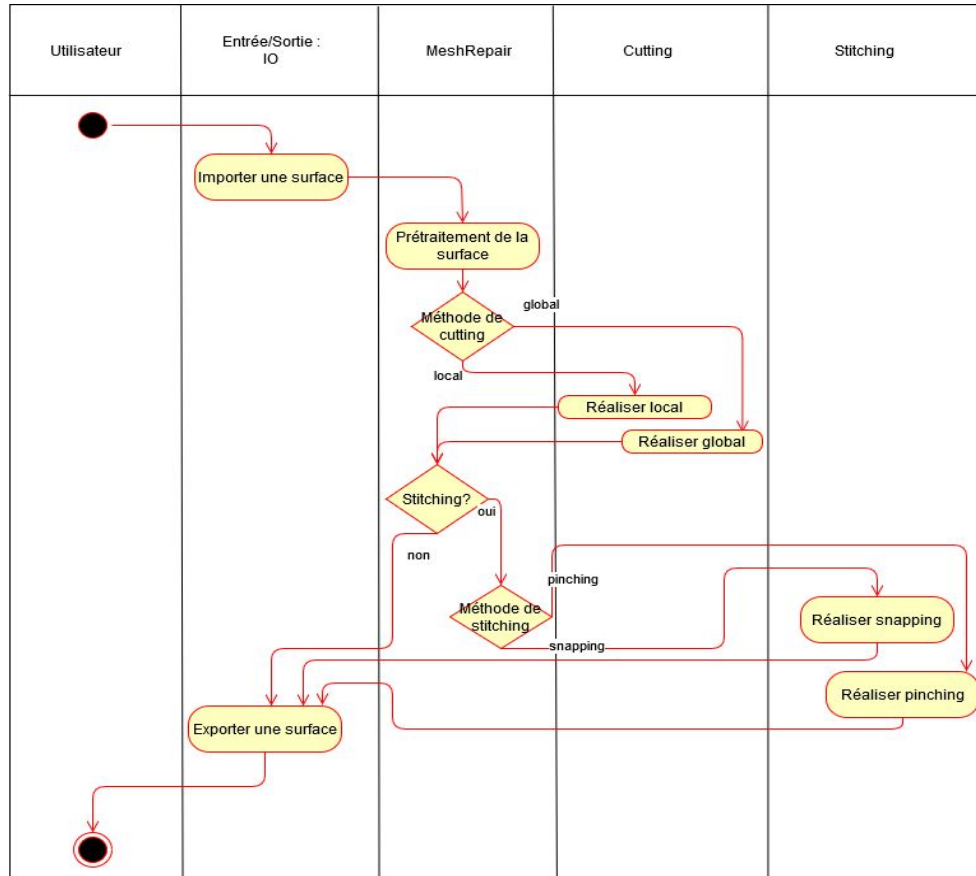 Utilisateur
Entrée/Sortie :
IO
MeshRepair
Cutting
Stitching
Importer une surface
Prétraitement de la
surface
global
Méthode de
cutting
local
Réaliser local
Réaliser global
Stitching?
oui
non
pinching
Méthode de
stitching
Réaliser snapping
snapping
Réaliser pinching
Exporter une surface